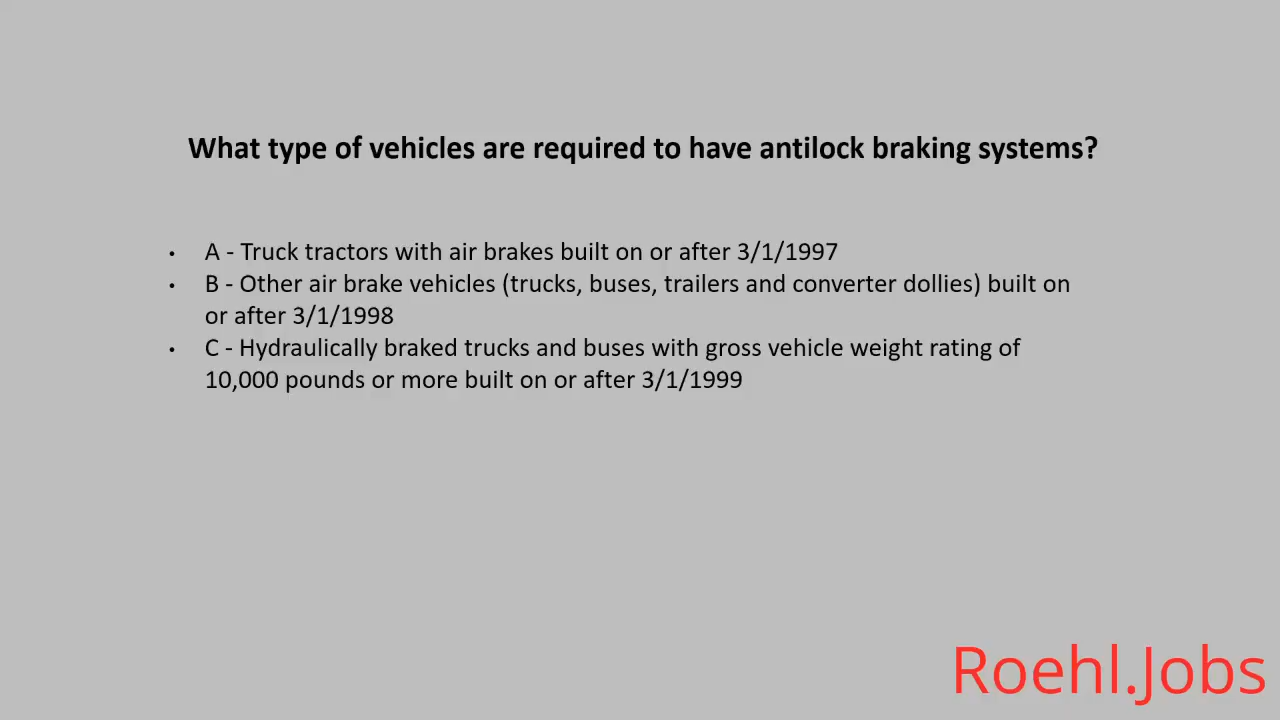 What type of vehicles are required to have antilock braking systems?
• A - Truck tractors with air brakes built on or after 3/1/1997
• B - Other air brake vehicles (trucks, buses, trailers and converter dollies) built on
or after 3/1/1998
• C - Hydraulically braked trucks and buses with gross vehicle weight rating of
10,000 pounds or more built on or after 3/1/1999
Roehl.Jobs